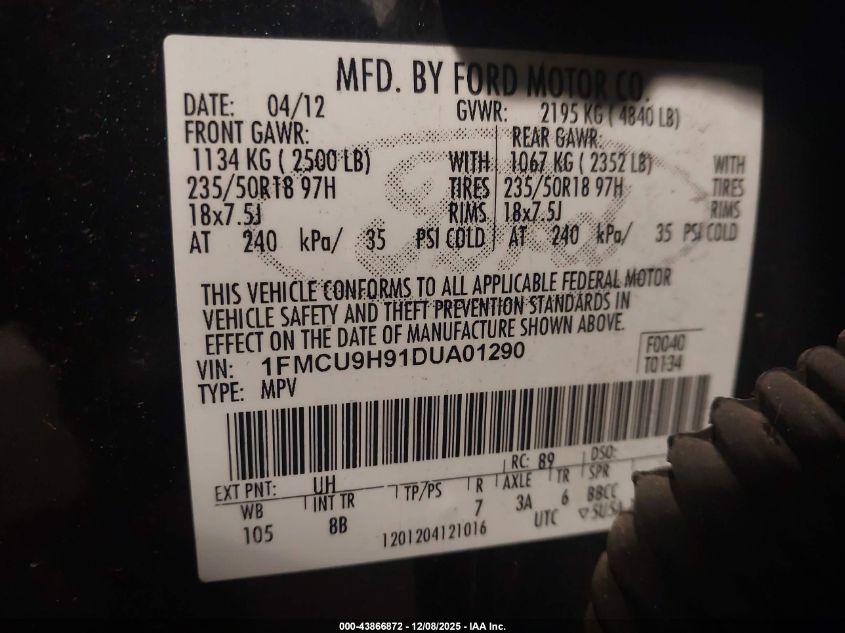 MFD. BY FORD MOTOR CO.
DATE: 04/12 GVWR: 2195 KG ( 4840 LB)
FRONT GAWR: REAR GAWR:
1134 KG ( 2500 LB) WITH 1067 KG ( 2352 LB) WITH
235/50R18 97H TIRES 235/50R18 97H TIRES
18x7.5J RIMS 18x7.5J RIMS
AT 240 kPa/ 35 PSI COLD AT 240 kPa/ 35 PSI COLD
THIS VEHICLE CONFORMS TO ALL APPLICABLE FEDERAL MOTOR
VEHICLE SAFETY AND THEFT PREVENTION STANDARDS IN
EFFECT ON THE DATE OF MANUFACTURE SHOWN ABOVE.
VIN: 1FMCU9H91DUA01290 F0040
TYPE: MPV T0134
RC: 89 DSO:
EXT PNT: UH
WB INT TR TP/PS R AXLE TR SPR
105 8B 7 3A 6 BBCC
1201204121016 UTC
000-43866872 - 12/08/2025 - IAA Inc.